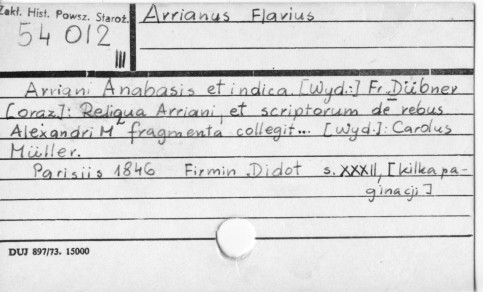 Zakł. Hist. Powsz. Staroż.
54 012
III
Arrianus Flavius
Arriani Anabasis et indica. [Wyd.:] Fr. Dübner
[oraz]: Reliqua Arriani, et scriptorum de rebus
Alexandri M fragmenta collegit... [Wyd.]: Carolus
Müller.
Parisiis 1846 Firmin Didot s. XXXII, [kilka pa-
ginacji]
DUJ 897/73. 15000